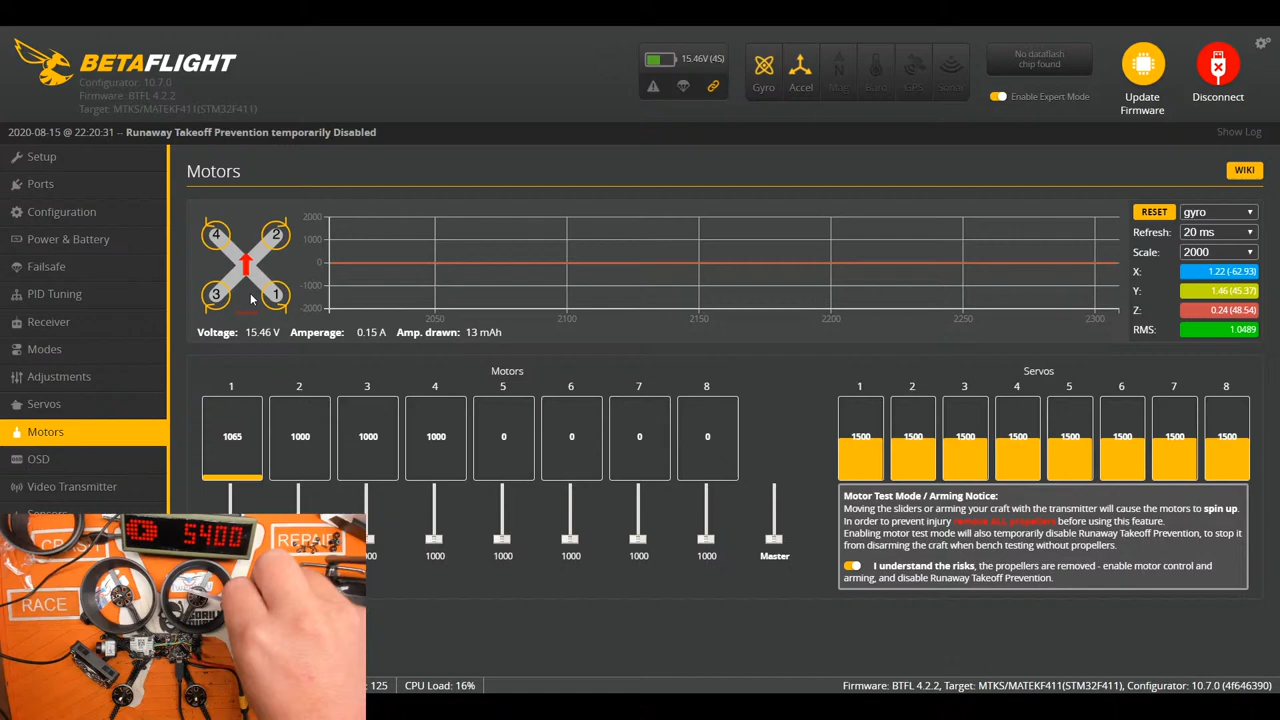 BETAFLIGHT
Configurator: 10.7.0
Firmware: BTFL 4.2.2
Target: MTKS/MATEKF411(STM32F411)
15.46V (4S)
Gyro
Accel
Mag
Baro
GPS
Sonar
No dataflash
chip found
Enable Expert Mode
Update
Firmware
Disconnect
2020-08-15 @ 22:20:31 -- Runaway Takeoff Prevention temporarily Disabled
Show Log
Setup
Ports
Configuration
Power & Battery
Failsafe
PID Tuning
Receiver
Modes
Adjustments
Servos
Motors
OSD
Video Transmitter
Sensors
Motors
WIKI
4 2
3 1
2000
1000
0
-1000
-2000
2050 2100 2150 2200 2250 2300
Voltage: 15.46 V Amperage: 0.15 A Amp. drawn: 13 mAh
RESET gyro
Refresh: 20 ms
Scale: 2000
X: 1.22 (-62.93)
Y: 1.46 (45.37)
Z: 0.24 (48.54)
RMS: 1.0489
Motors
1 2 3 4 5 6 7 8
1065 1000 1000 1000 0 0 0 0
1000 1000 1000 1000 1000 1000 Master
Servos
1 2 3 4 5 6 7 8
1500 1500 1500 1500 1500 1500 1500 1500
Motor Test Mode / Arming Notice:
Moving the sliders or arming your craft with the transmitter will cause the motors to spin up.
In order to prevent injury remove ALL propellers before using this feature.
Enabling motor test mode will also temporarily disable Runaway Takeoff Prevention, to stop it
from disarming the craft when bench testing without propellers.
I understand the risks, the propellers are removed - enable motor control and
arming, and disable Runaway Takeoff Prevention.
CRASH
5400
REPAIR
RACE
125
CPU Load: 16%
Firmware: BTFL 4.2.2, Target: MTKS/MATEKF411(STM32F411), Configurator: 10.7.0 (4f646390)